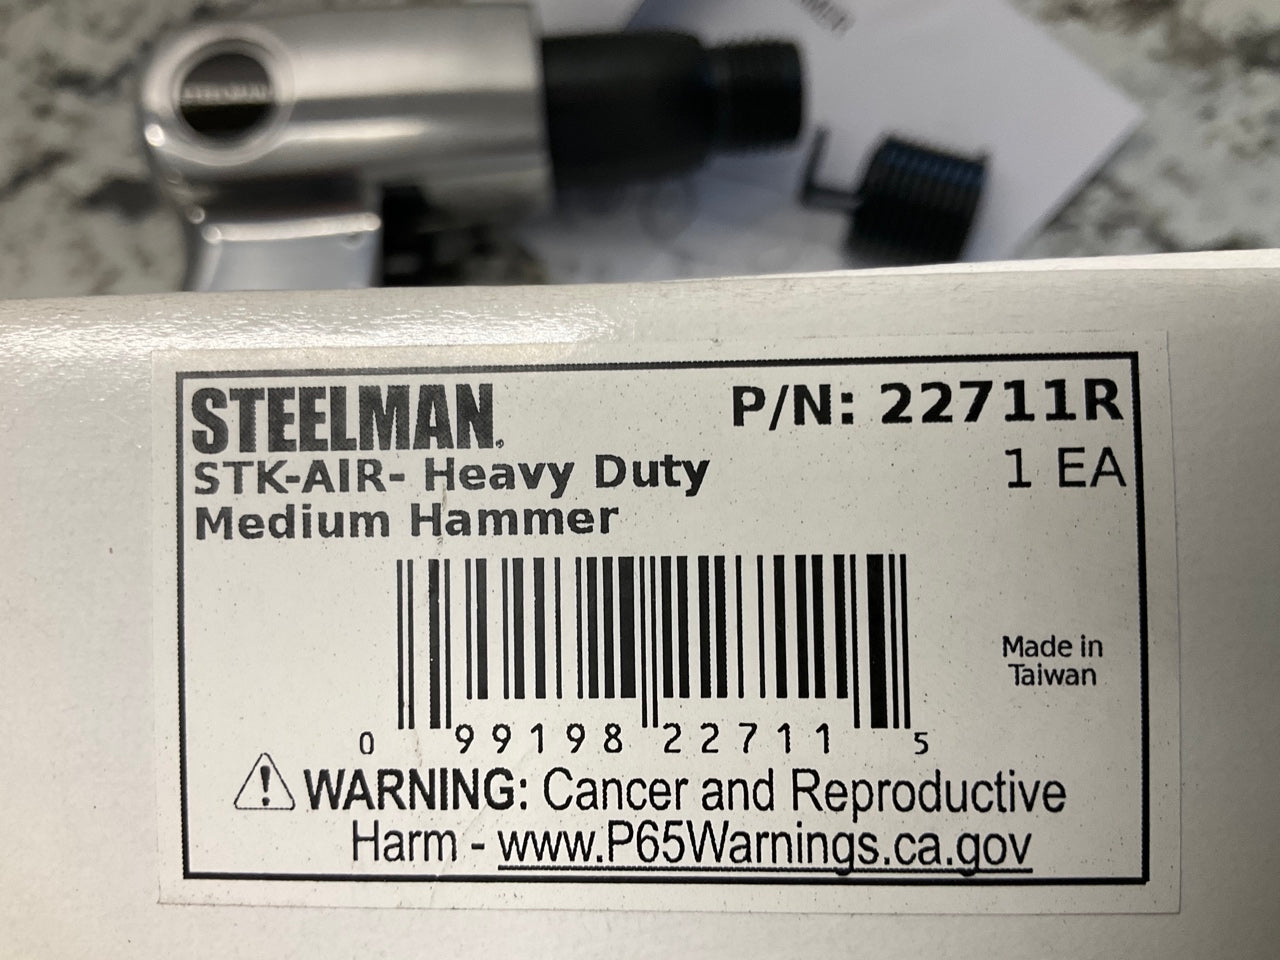 STEELMAN
STEELMAN.
P/N: 22711R
STK-AIR- Heavy Duty
1 EA
Medium Hammer
Made in
Taiwan
0 99198 22711 5
WARNING: Cancer and Reproductive
Harm - www.P65Warnings.ca.gov